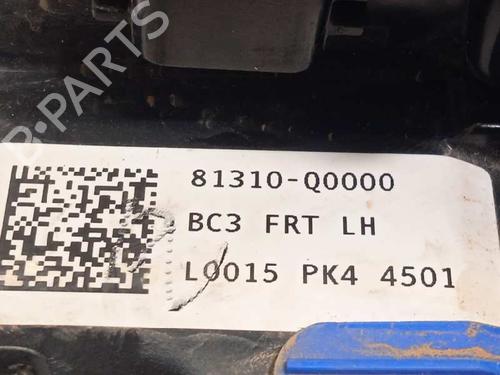 B-PARTS
81310-Q0000
BC3 FRT LH
L0015 PK4 4501